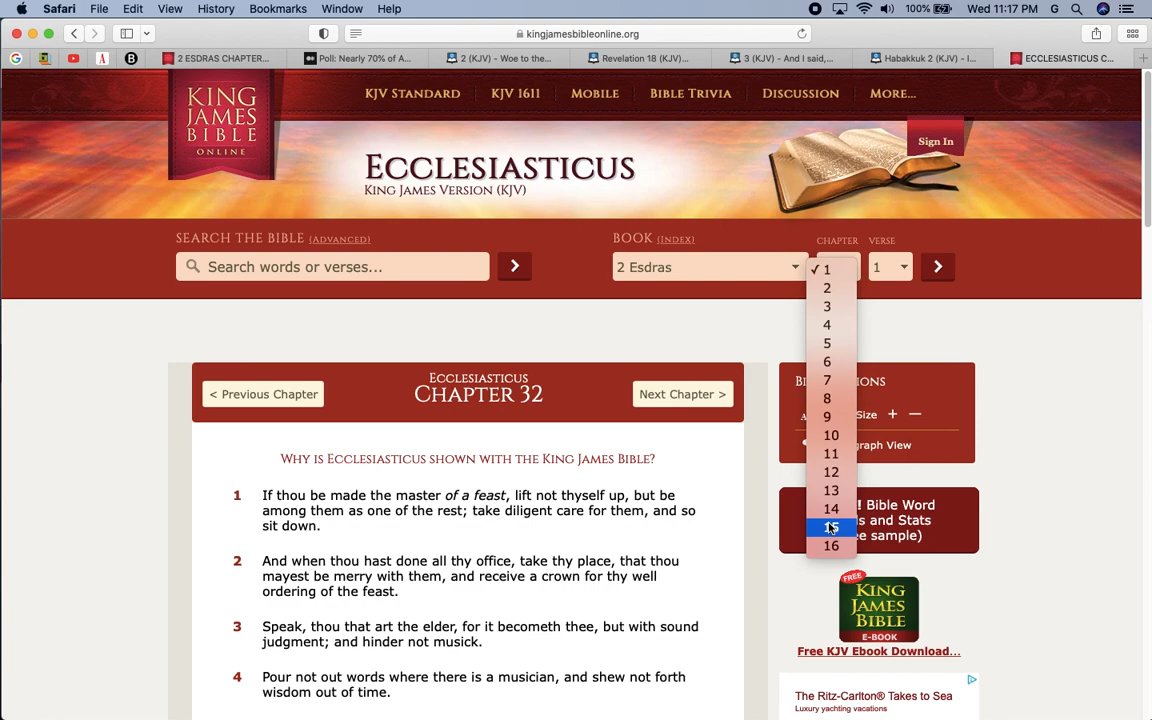 Safari File Edit View History Bookmarks Window Help 100% Wed 11:17 PM G
kingjamesbibleonline.org
2 ESDRAS CHAPTER... Poll: Nearly 70% of A... 2 (KJV) - Woe to the... Revelation 18 (KJV)... 3 (KJV) - And I said,... Habakkuk 2 (KJV) - I... ECCLESIASTICUS C...
KING JAMES BIBLE ONLINE
KJV STANDARD KJV 1611 MOBILE BIBLE TRIVIA DISCUSSION MORE...
Sign In
ECCLESIASTICUS
KING JAMES VERSION (KJV)
SEARCH THE BIBLE (ADVANCED) BOOK (INDEX) CHAPTER VERSE
Search words or verses... 2 Esdras 1
✓ 1
2
3
4
5
6
7
8
9
10
11
12
13
14
15
16
< Previous Chapter
ECCLESIASTICUS
CHAPTER 32
Next Chapter >
WHY IS ECCLESIASTICUS SHOWN WITH THE KING JAMES BIBLE?
1 If thou be made the master of a feast, lift not thyself up, but be
among them as one of the rest; take diligent care for them, and so
sit down.
2 And when thou hast done all thy office, take thy place, that thou
mayest be merry with them, and receive a crown for thy well
ordering of the feast.
3 Speak, thou that art the elder, for it becometh thee, but with sound
judgment; and hinder not musick.
4 Pour not out words where there is a musician, and shew not forth
wisdom out of time.
Size + —
! Bible Word
s and Stats
e sample)
FREE
KING
JAMES
BIBLE
E-BOOK
Free KJV Ebook Download...
The Ritz-Carlton® Takes to Sea
Luxury yachting vacations